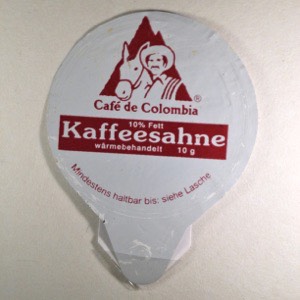 ®
Café de Colombia
10% Fett
Kaffeesahne
wärmebehandelt 10 g
Mindestens haltbar bis: siehe Lasche